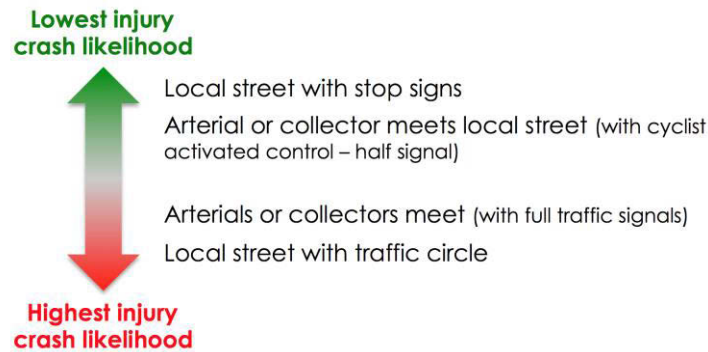 Lowest injury
crash likelihood
Local street with stop signs
Arterial or collector meets local street (with cyclist
activated control – half signal)
Arterials or collectors meet (with full traffic signals)
Local street with traffic circle
Highest injury
crash likelihood